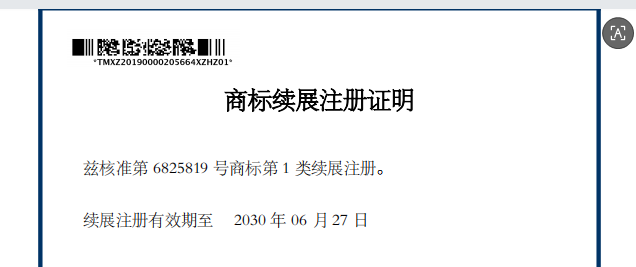 *TMXZ20190000205664XZHZ01*
商标续展注册证明
兹核准第 6825819 号商标第 1 类续展注册。
续展注册有效期至 2030 年 06 月 27 日